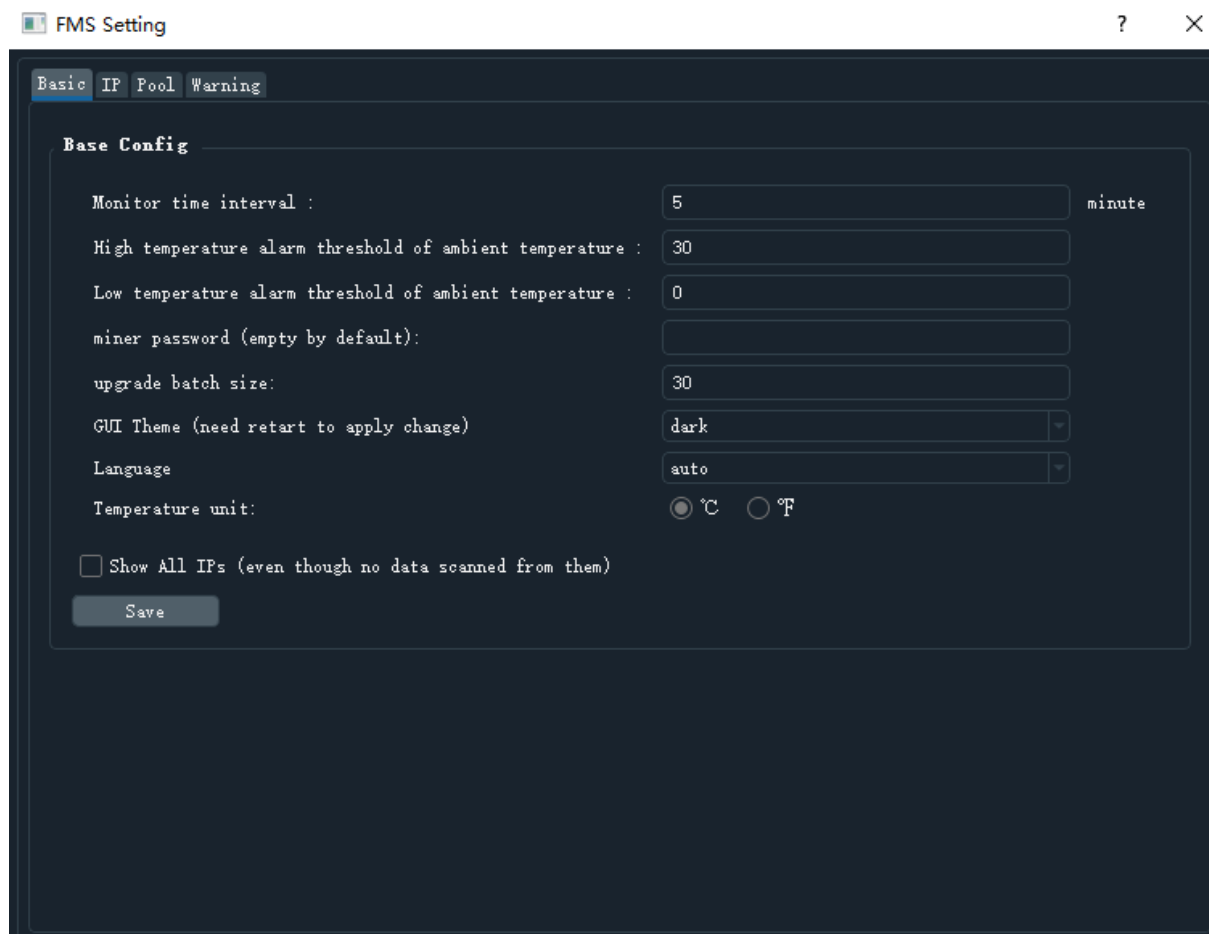 FMS Setting ?
Basic IP Pool Warning
Base Config
Monitor time interval : 5 minute
High temperature alarm threshold of ambient temperature : 30
Low temperature alarm threshold of ambient temperature : 0
miner password (empty by default):
upgrade batch size: 30
GUI Theme (need retart to apply change) dark
Language auto
Temperature unit: ℃ ℉
Show All IPs (even though no data scanned from them)
Save